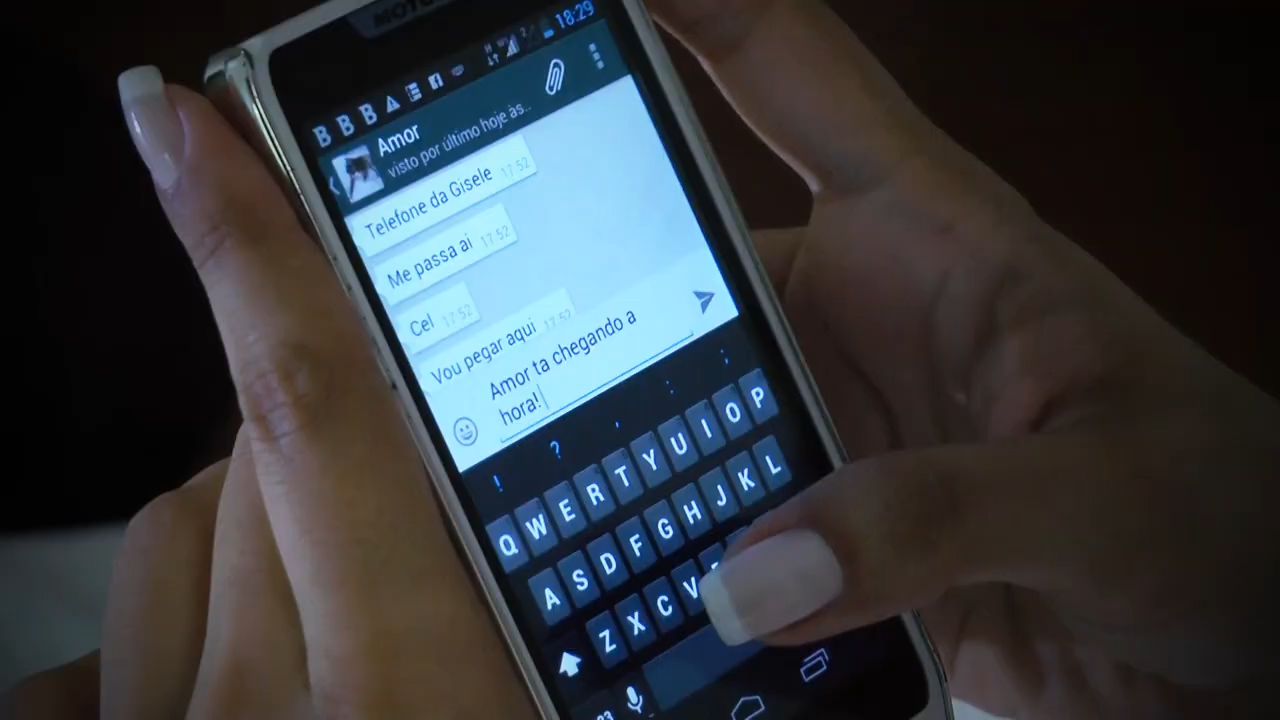 18:29
Amor
visto por último hoje às..
Telefone da Gisele 17:52
Me passa ai 17:52
Cel 17:52
Vou pegar aqui 17:52
Amor ta chegando a
hora!
! ? , : ;
Q W E R T Y U I O P
A S D F G H J K L
Z X C V